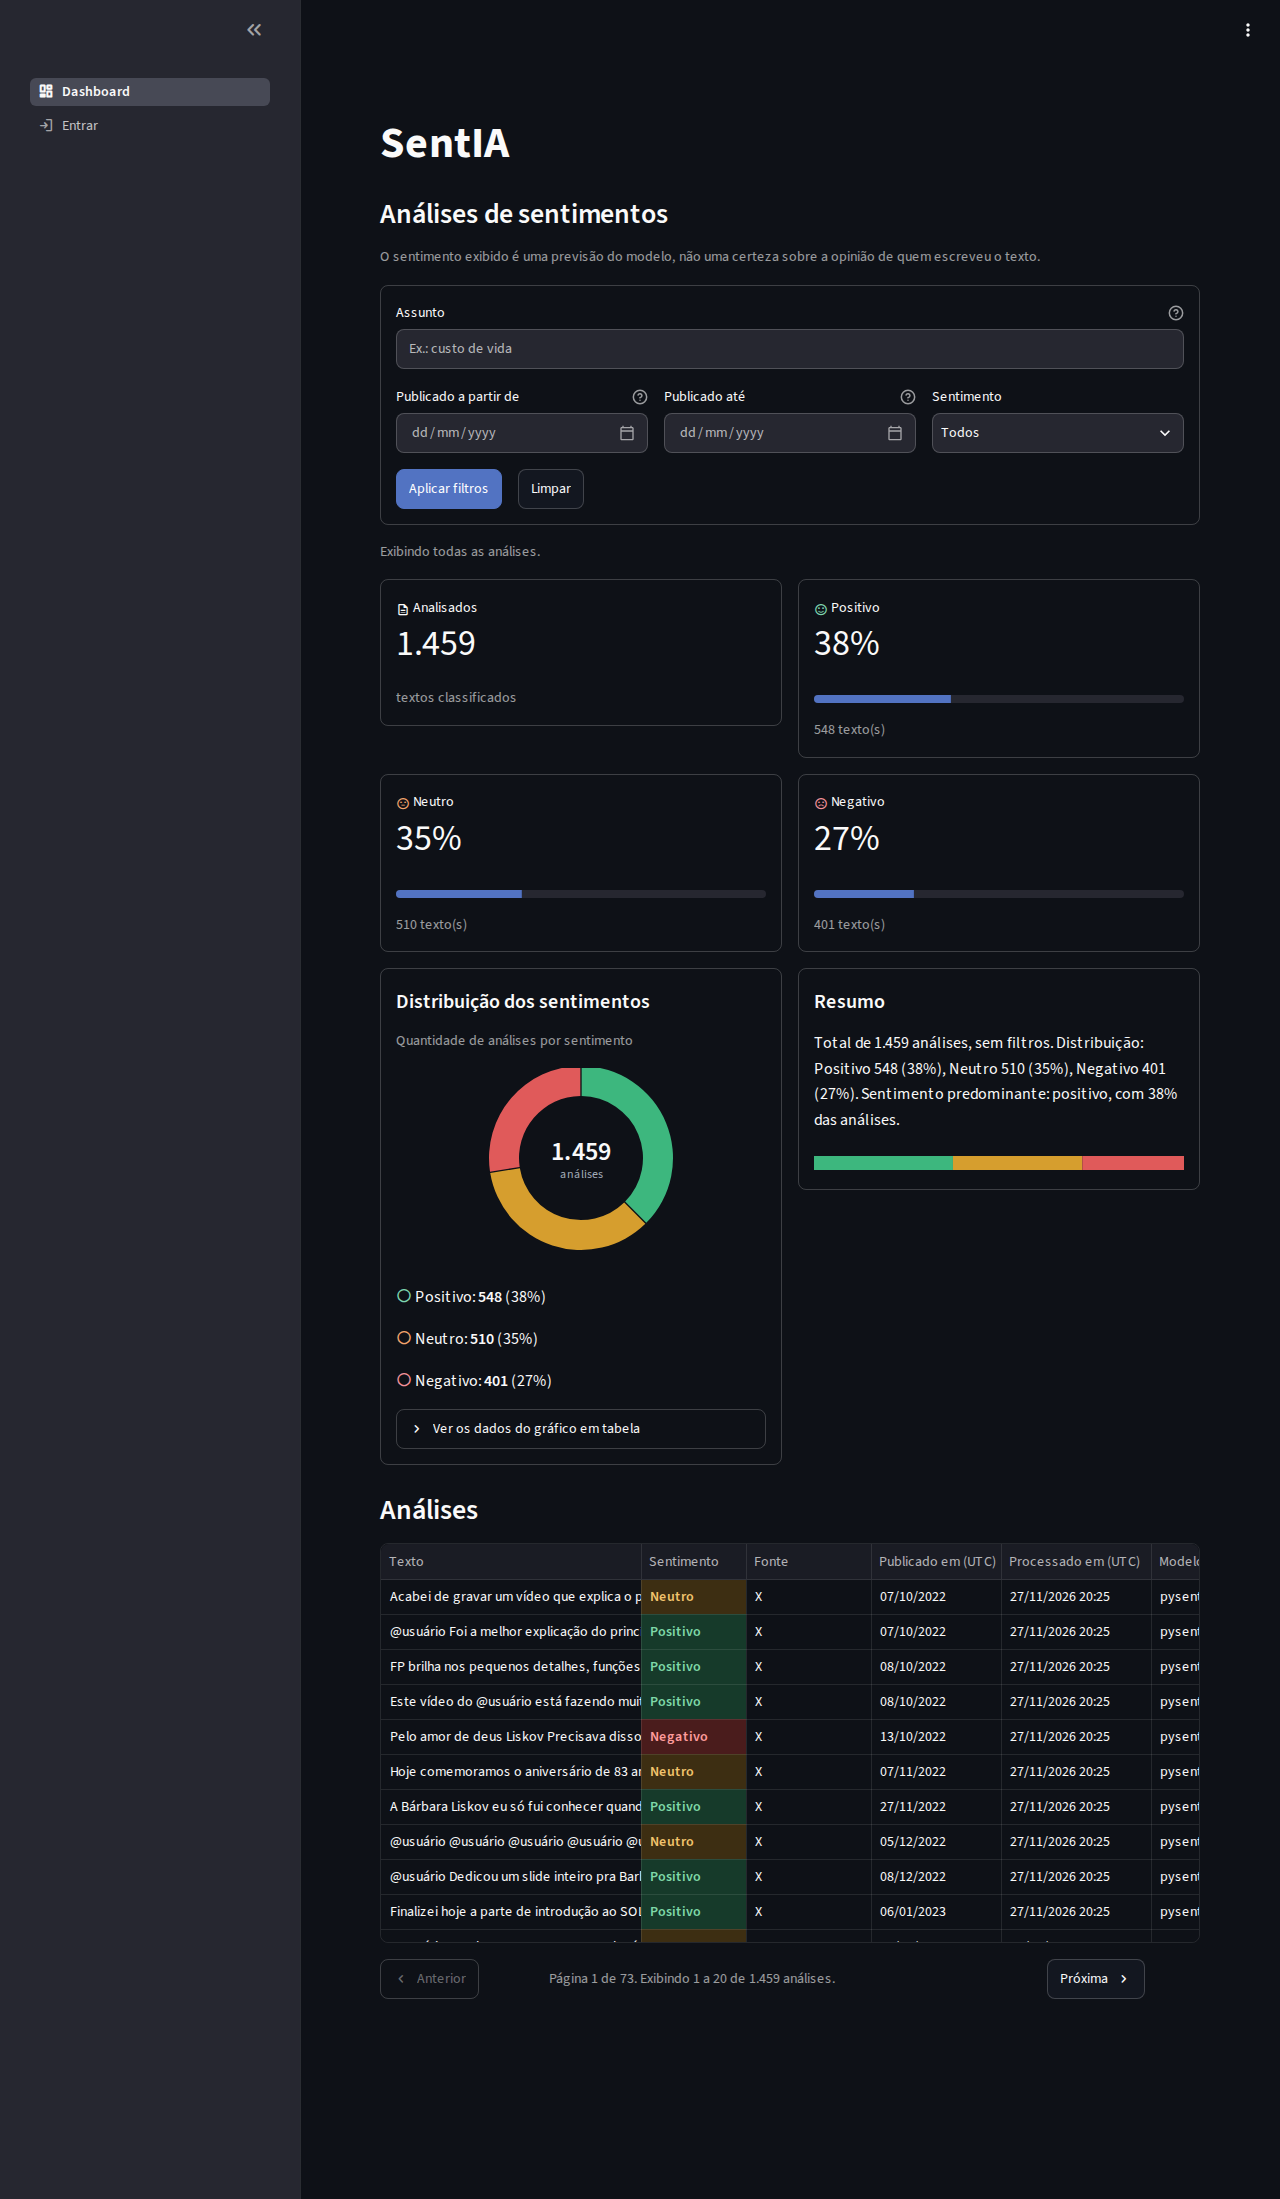 Dashboard
Entrar
SentIA
Análises de sentimentos
O sentimento exibido é uma previsão do modelo, não uma certeza sobre a opinião de quem escreveu o texto.
Assunto
Ex.: custo de vida
Publicado a partir de
Publicado até
Sentimento
dd / mm / yyyy
dd / mm / yyyy
Todos
Aplicar filtros
Limpar
Exibindo todas as análises.
Analisados
1.459
textos classificados
Positivo
38%
548 texto(s)
Neutro
35%
510 texto(s)
Negativo
27%
401 texto(s)
Distribuição dos sentimentos
Quantidade de análises por sentimento
1.459
análises
Positivo: 548 (38%)
Neutro: 510 (35%)
Negativo: 401 (27%)
Ver os dados do gráfico em tabela
Resumo
Total de 1.459 análises, sem filtros. Distribuição:
Positivo 548 (38%), Neutro 510 (35%), Negativo 401
(27%). Sentimento predominante: positivo, com 38%
das análises.
Análises
Texto Sentimento Fonte Publicado em (UTC) Processado em (UTC)
Acabei de gravar um vídeo que explica o Neutro X 07/10/2022 27/11/2026 20:25
@usuário Foi a melhor explicação do princ Positivo X 07/10/2022 27/11/2026 20:25
FP brilha nos pequenos detalhes, funções Positivo X 08/10/2022 27/11/2026 20:25
Este vídeo do @usuário está fazendo Positivo X 08/10/2022 27/11/2026 20:25
Pelo amor de deus Liskov Precisava disso Negativo X 13/10/2022 27/11/2026 20:25
Hoje comemoramos o aniversário de 83 Neutro X 07/11/2022 27/11/2026 20:25
A Bárbara Liskov eu só fui conhecer quand Positivo X 27/11/2022 27/11/2026 20:25
@usuário @usuário @usuário @usuário Neutro X 05/12/2022 27/11/2026 20:25
@usuário Dedicou um slide inteiro pra Positivo X 08/12/2022 27/11/2026 20:25
Finalizei hoje a parte de introdução ao Positivo X 06/01/2023 27/11/2026 20:25
Anterior
Página 1 de 73. Exibindo 1 a 20 de 1.459 análises.
Próxima